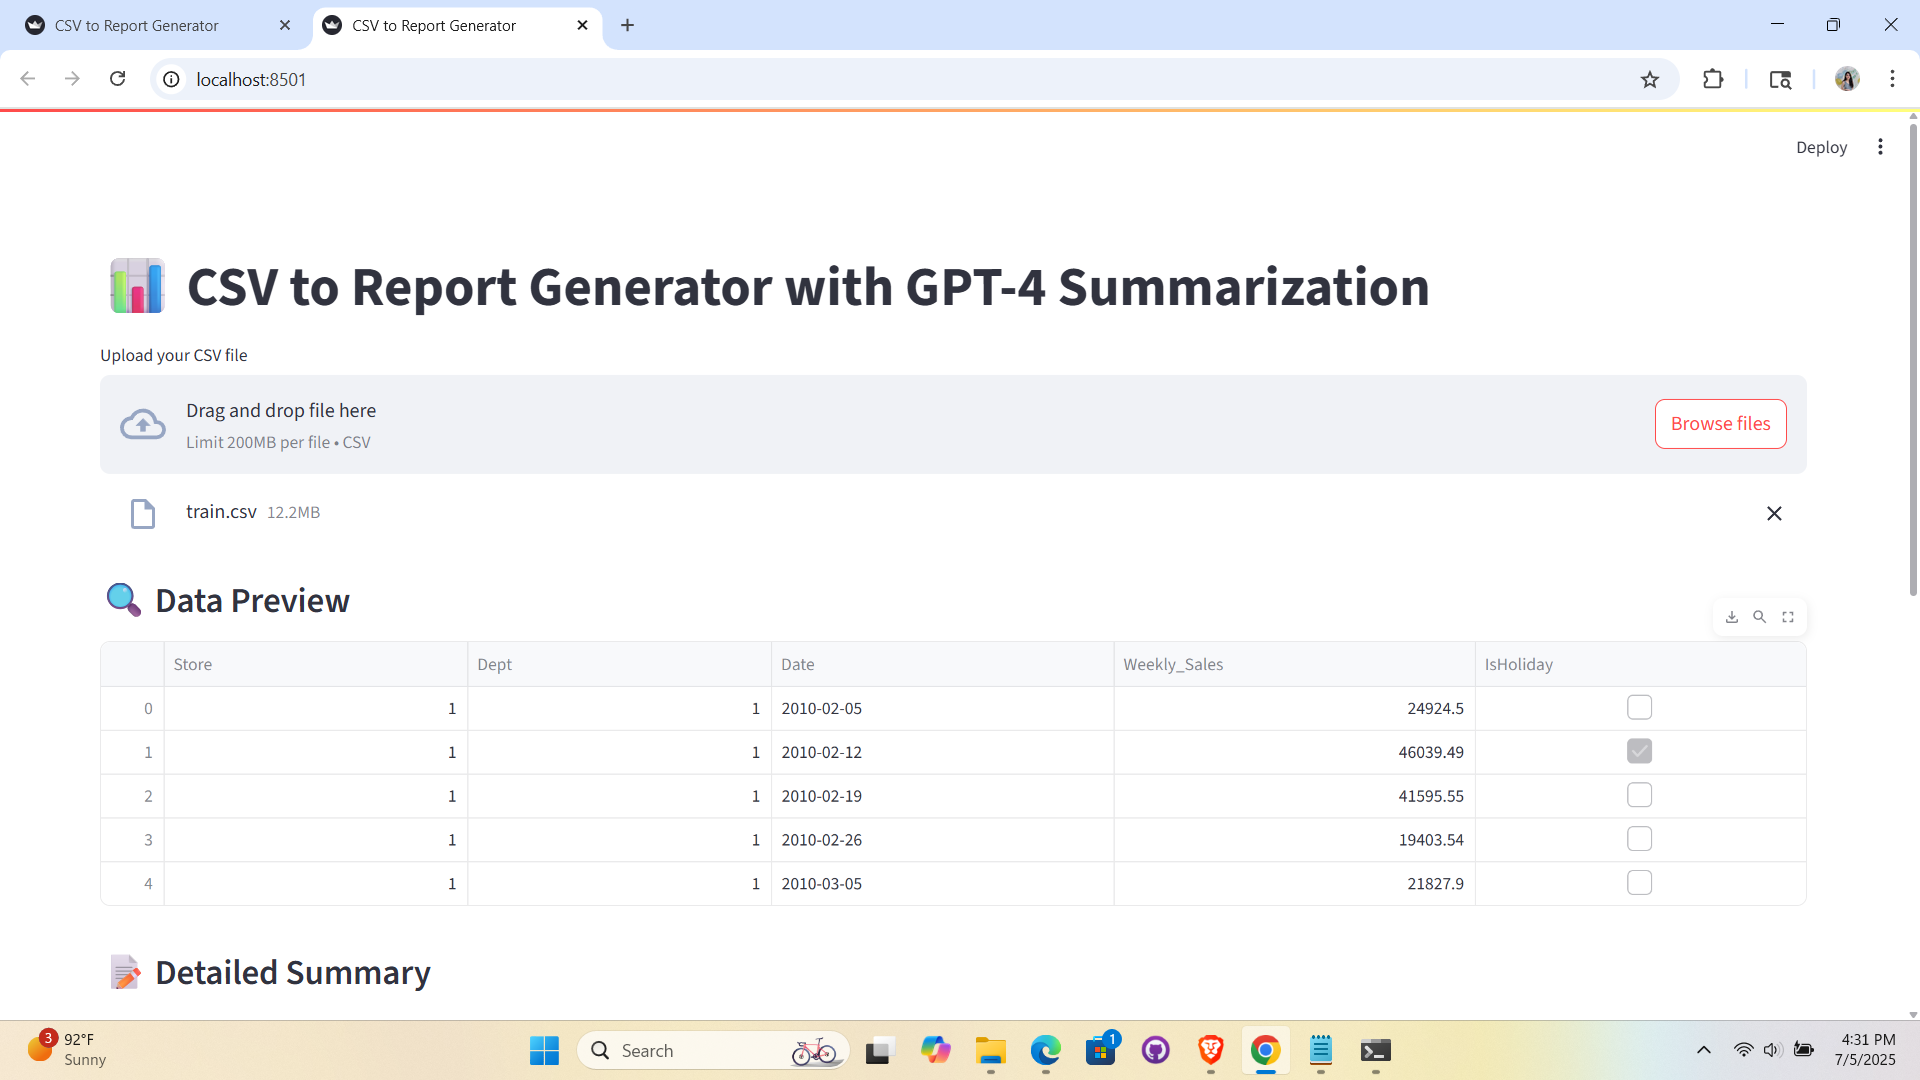 CSV to Report Generator
CSV to Report Generator
localhost:8501
Deploy
CSV to Report Generator with GPT-4 Summarization
Upload your CSV file
Drag and drop file here
Limit 200MB per file • CSV
Browse files
train.csv 12.2MB
Data Preview
Store Dept Date Weekly_Sales IsHoliday
0 1 1 2010-02-05 24924.5
1 1 1 2010-02-12 46039.49
2 1 1 2010-02-19 41595.55
3 1 1 2010-02-26 19403.54
4 1 1 2010-03-05 21827.9
Detailed Summary
3
92°F
Sunny
Search
1
4:31 PM
7/5/2025